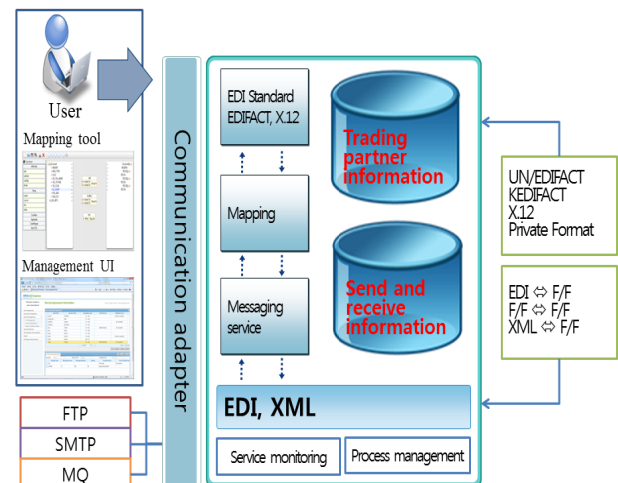 User
Mapping tool
Management UI
FTP
SMTP
MQ
Communication adapter
EDI Standard
EDIFACT, X.12
Mapping
Messaging
service
Trading
partner
information
Send and
receive
information
EDI, XML
Service monitoring
Process management
UN/EDIFACT
KEDIFACT
X.12
Private Format
EDI ⇔ F/F
F/F ⇔ F/F
XML ⇔ F/F